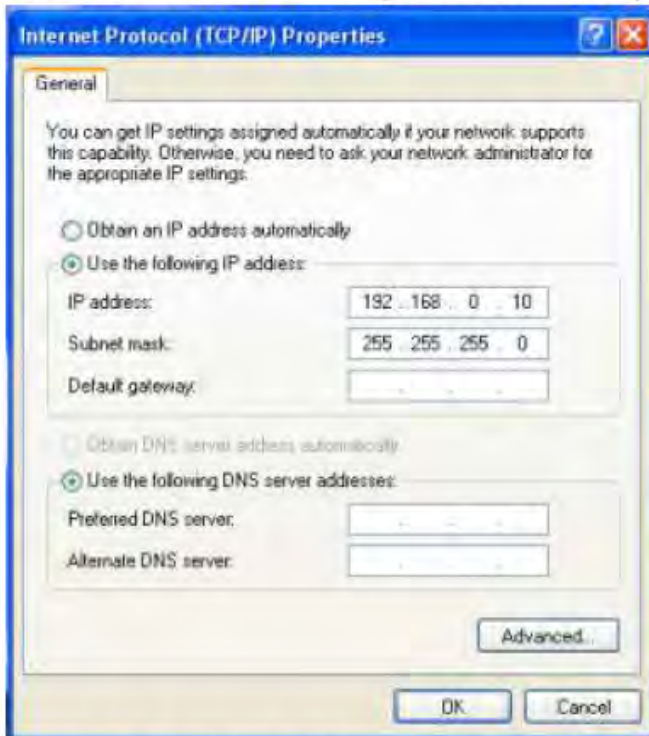 Internet Protocol (TCP/IP) Properties
General
You can get IP settings assigned automatically if your network supports
this capability. Otherwise, you need to ask your network administrator for
the appropriate IP settings.
Obtain an IP address automatically
Use the following IP address:
IP address: 192 . 168 . 0 . 10
Subnet mask: 255 . 255 . 255 . 0
Default gateway:
Obtain DNS server address automatically
Use the following DNS server addresses:
Preferred DNS server:
Alternate DNS server:
Advanced...
OK Cancel